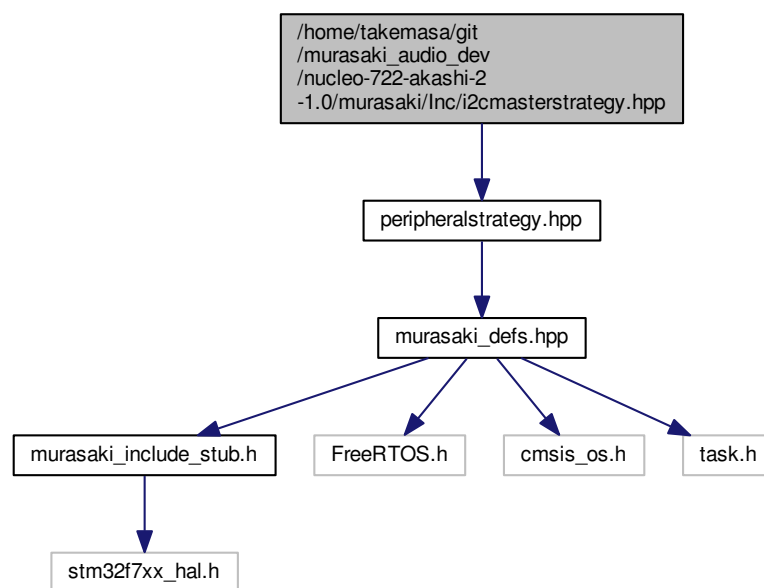 /home/takemasa/git
/murasaki_audio_dev
/nucleo-722-akashi-2
-1.0/murasaki/Inc/i2cmasterstrategy.hpp
peripheralstrategy.hpp
murasaki_defs.hpp
murasaki_include_stub.h
FreeRTOS.h
cmsis_os.h
task.h
stm32f7xx_hal.h